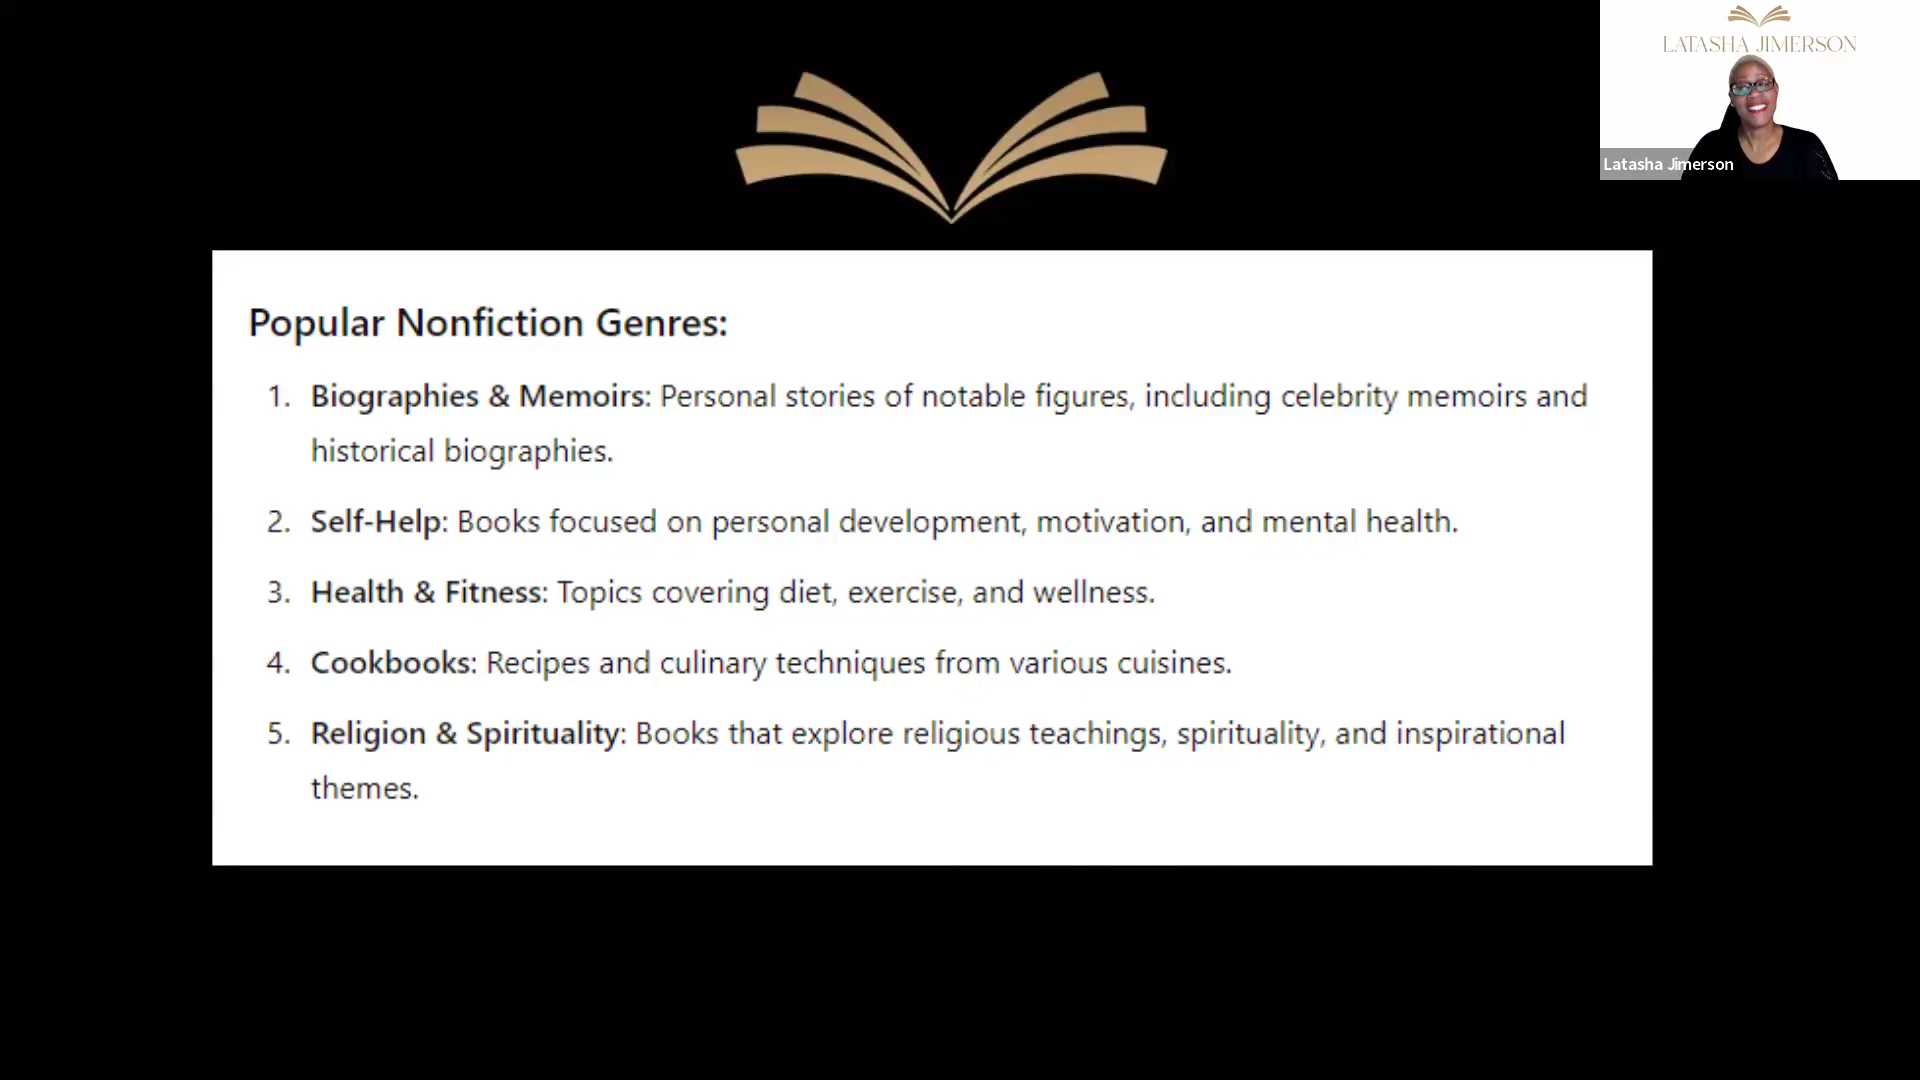 LATASHA JIMERSON
Latasha Jimerson
Popular Nonfiction Genres:
1. Biographies & Memoirs: Personal stories of notable figures, including celebrity memoirs and
historical biographies.
2. Self-Help: Books focused on personal development, motivation, and mental health.
3. Health & Fitness: Topics covering diet, exercise, and wellness.
4. Cookbooks: Recipes and culinary techniques from various cuisines.
5. Religion & Spirituality: Books that explore religious teachings, spirituality, and inspirational
themes.